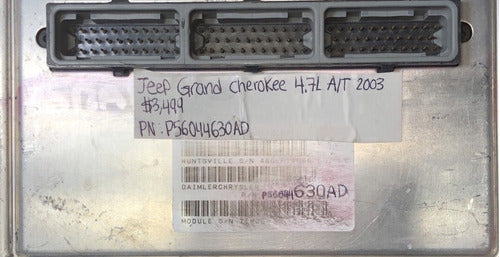 Jeep Grand cherokee 4.7L A/T 2003
$3,499
PN: P56044630AD
HUNTSVILLE S/N
DAIMLERCHRYSLER
P56044630AD
MODULE S/N